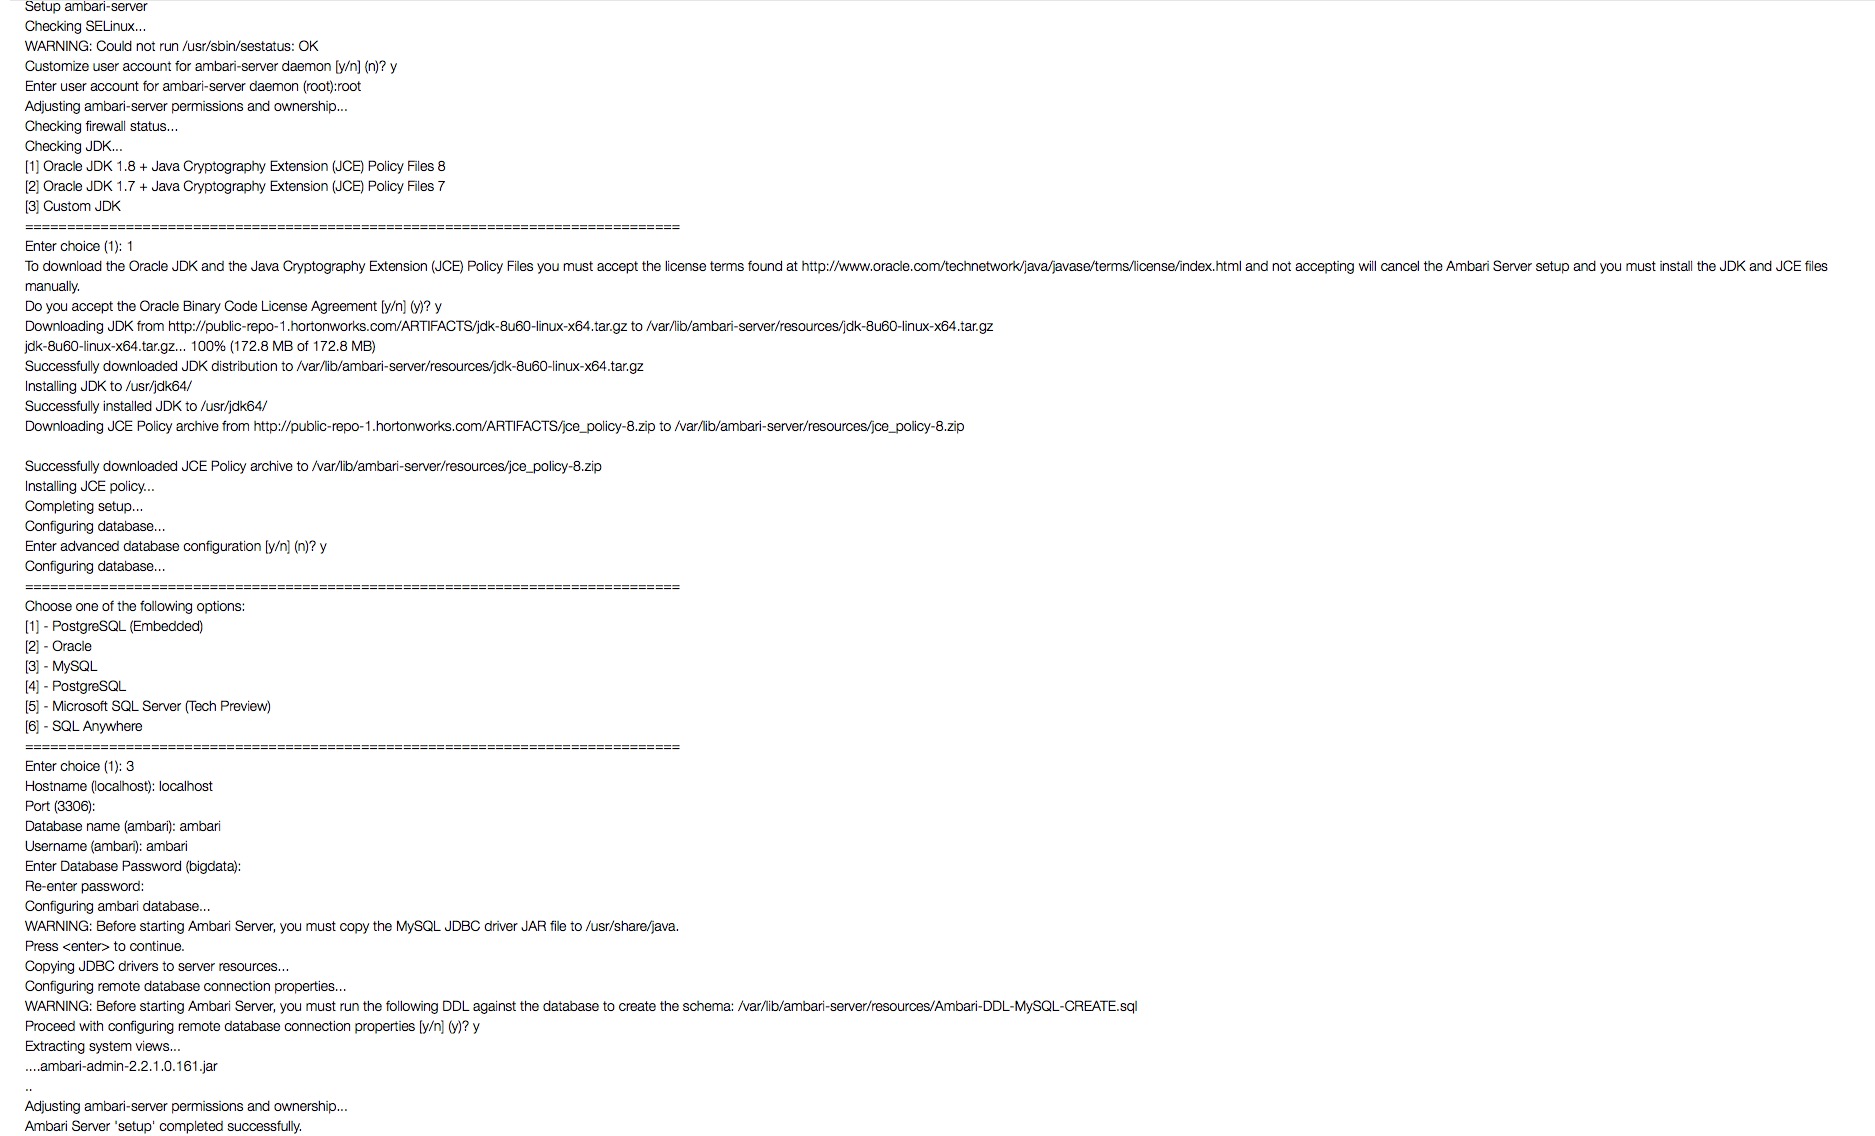 Setup ambari-server
Checking SELinux...
WARNING: Could not run /usr/sbin/sestatus: OK
Customize user account for ambari-server daemon [y/n] (n)? y
Enter user account for ambari-server daemon (root):root
Adjusting ambari-server permissions and ownership...
Checking firewall status...
Checking JDK...
[1] Oracle JDK 1.8 + Java Cryptography Extension (JCE) Policy Files 8
[2] Oracle JDK 1.7 + Java Cryptography Extension (JCE) Policy Files 7
[3] Custom JDK
==============================================================================
Enter choice (1): 1
To download the Oracle JDK and the Java Cryptography Extension (JCE) Policy Files you must accept the license terms found at http://www.oracle.com/technetwork/java/javase/terms/license/index.html and not accepting will cancel the Ambari Server setup and you must install the JDK and JCE files
manually.
Do you accept the Oracle Binary Code License Agreement [y/n] (y)? y
Downloading JDK from http://public-repo-1.hortonworks.com/ARTIFACTS/jdk-8u60-linux-x64.tar.gz to /var/lib/ambari-server/resources/jdk-8u60-linux-x64.tar.gz
jdk-8u60-linux-x64.tar.gz... 100% (172.8 MB of 172.8 MB)
Successfully downloaded JDK distribution to /var/lib/ambari-server/resources/jdk-8u60-linux-x64.tar.gz
Installing JDK to /usr/jdk64/
Successfully installed JDK to /usr/jdk64/
Downloading JCE Policy archive from http://public-repo-1.hortonworks.com/ARTIFACTS/jce_policy-8.zip to /var/lib/ambari-server/resources/jce_policy-8.zip
Successfully downloaded JCE Policy archive to /var/lib/ambari-server/resources/jce_policy-8.zip
Installing JCE policy...
Completing setup...
Configuring database...
Enter advanced database configuration [y/n] (n)? y
Configuring database...
==============================================================================
Choose one of the following options:
[1] - PostgreSQL (Embedded)
[2] - Oracle
[3] - MySQL
[4] - PostgreSQL
[5] - Microsoft SQL Server (Tech Preview)
[6] - SQL Anywhere
==============================================================================
Enter choice (1): 3
Hostname (localhost): localhost
Port (3306):
Database name (ambari): ambari
Username (ambari): ambari
Enter Database Password (bigdata):
Re-enter password:
Configuring ambari database...
WARNING: Before starting Ambari Server, you must copy the MySQL JDBC driver JAR file to /usr/share/java.
Press <enter> to continue.
Copying JDBC drivers to server resources...
Configuring remote database connection properties...
WARNING: Before starting Ambari Server, you must run the following DDL against the database to create the schema: /var/lib/ambari-server/resources/Ambari-DDL-MySQL-CREATE.sql
Proceed with configuring remote database connection properties [y/n] (y)? y
Extracting system views...
....ambari-admin-2.2.1.0.161.jar
..
Adjusting ambari-server permissions and ownership...
Ambari Server 'setup' completed successfully.